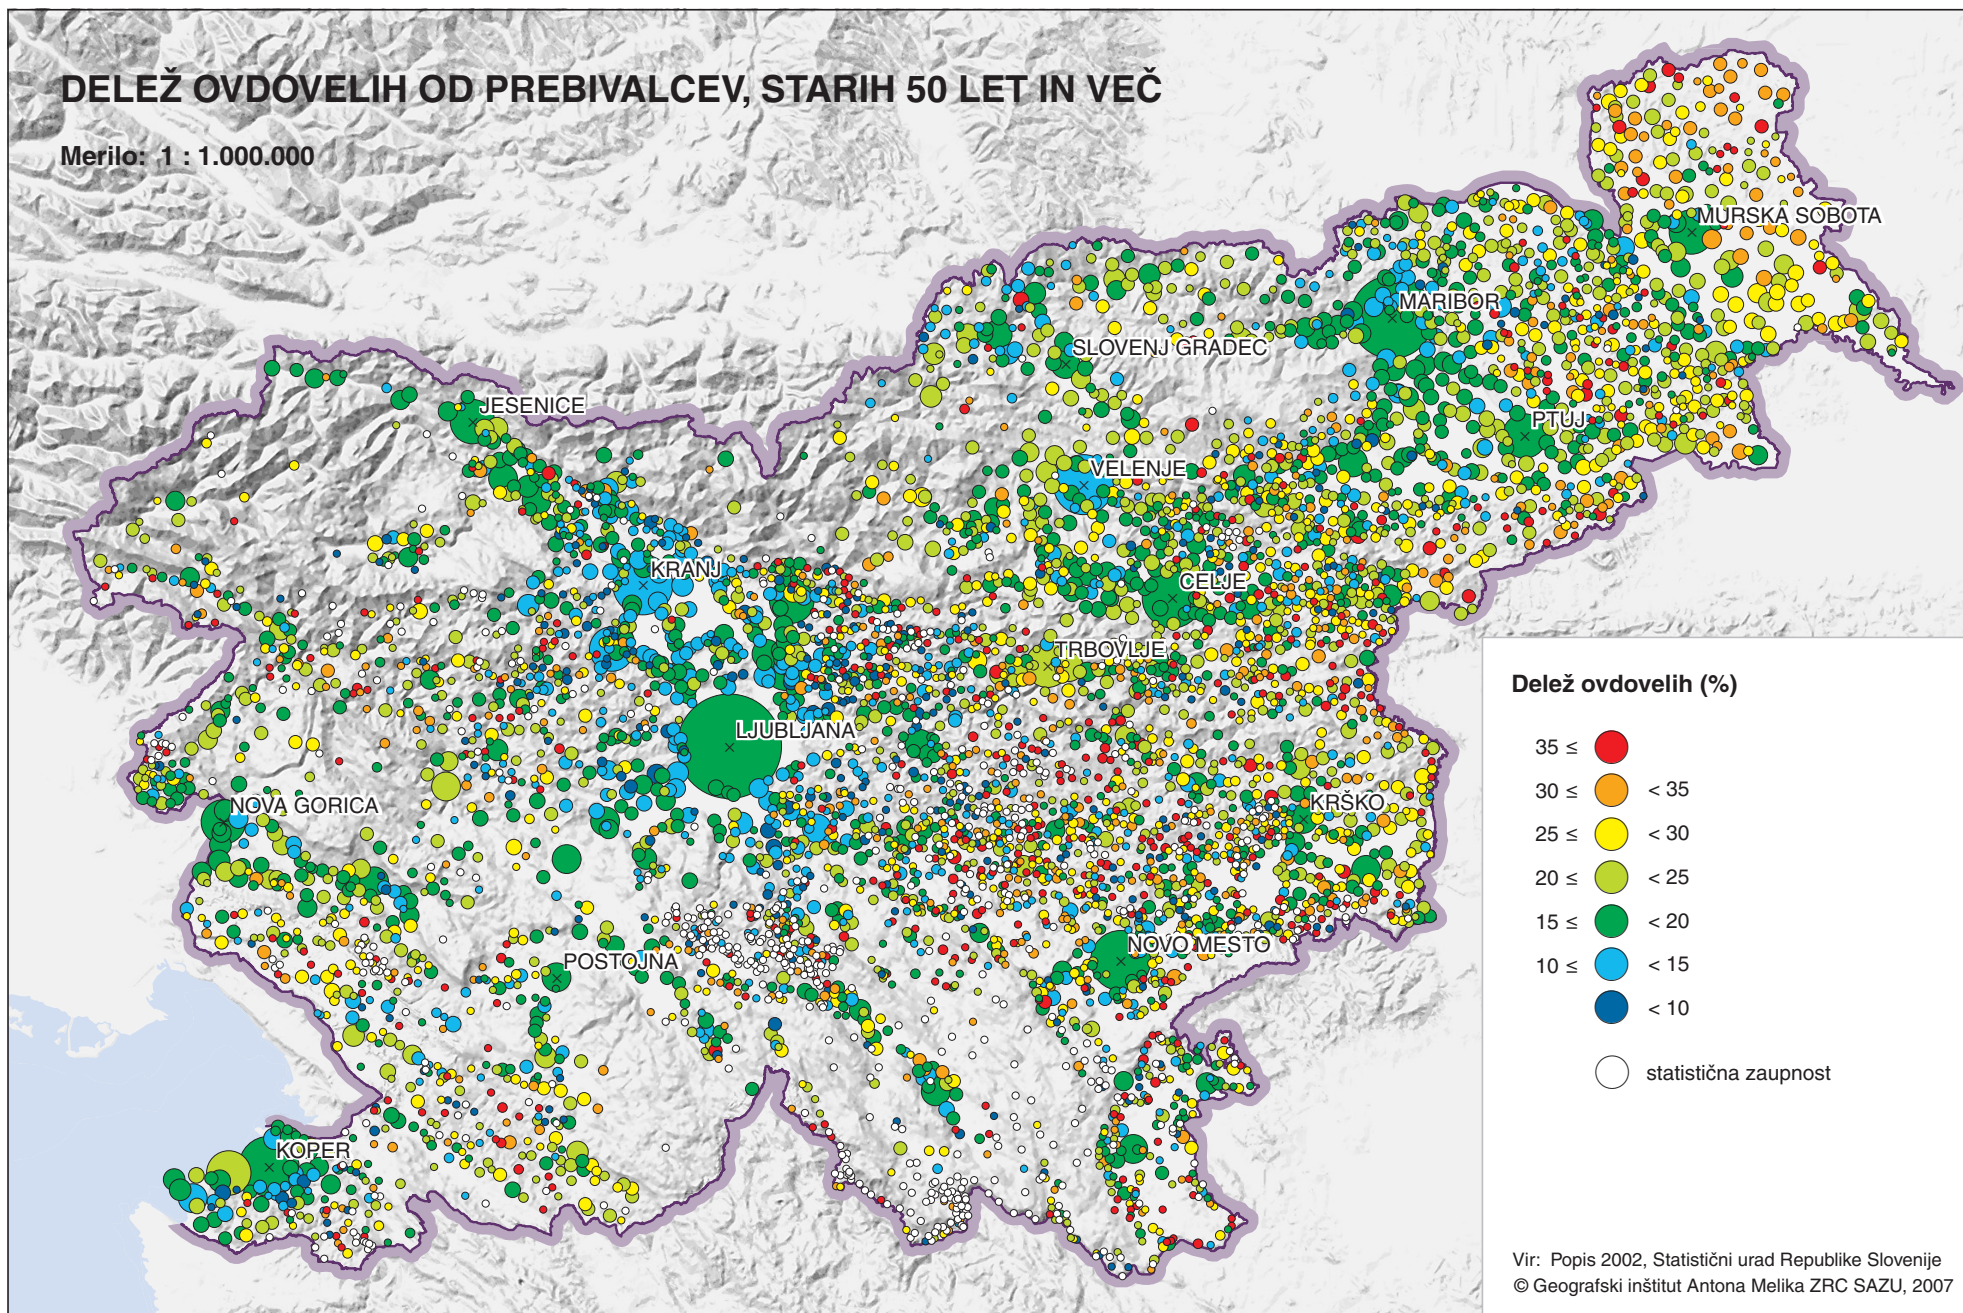 DELEŽ OVDOVELIH OD PREBIVALCEV, STARIH 50 LET IN VEČ
Merilo: 1 : 1.000.000
MURSKA SOBOTA
MARIBOR
SLOVENJ GRADEC
JESENICE
PTUJ
VELENJE
KRANJ
CELJE
TRBOVLJE
LJUBLJANA
NOVA GORICA
KRŠKO
NOVO MESTO
POSTOJNA
KOPER
Delež ovdovelih (%)
35 ≤
30 ≤ < 35
25 ≤ < 30
20 ≤ < 25
15 ≤ < 20
10 ≤ < 15
< 10
statistična zaupnost
Vir: Popis 2002, Statistični urad Republike Slovenije
© Geografski inštitut Antona Melika ZRC SAZU, 2007